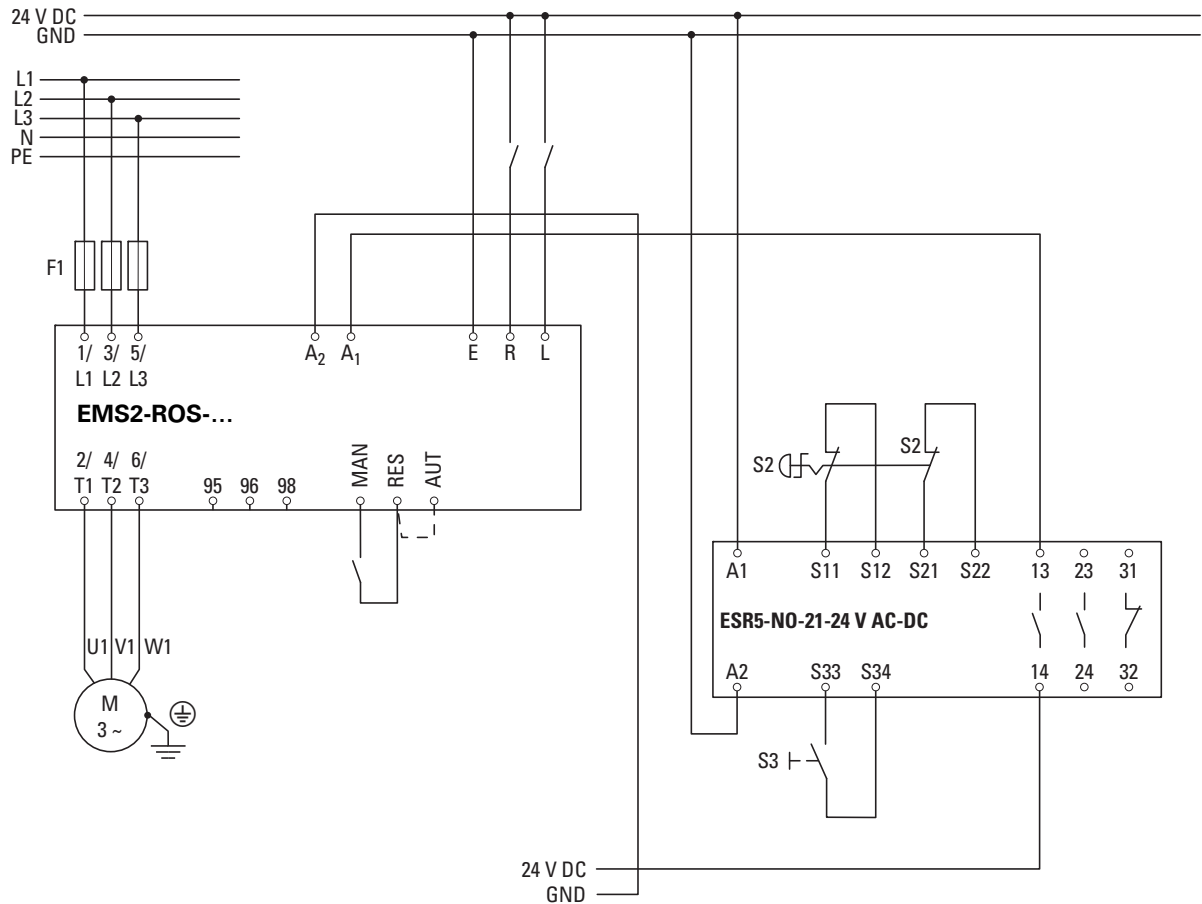 24 V DC
GND
L1
L2
L3
N
PE
F1
1/ 3/ 5/
L1 L2 L3
A2 A1 E R L
EMS2-ROS-…
2/ 4/ 6/
T1 T2 T3
95 96 98
MAN
RES
AUT
U1 V1 W1
M
3 ~
S2
S2
A1 S11 S12 S21 S22 13 23 31
ESR5-NO-21-24 V AC-DC
A2 S33 S34 14 24 32
S3
24 V DC
GND